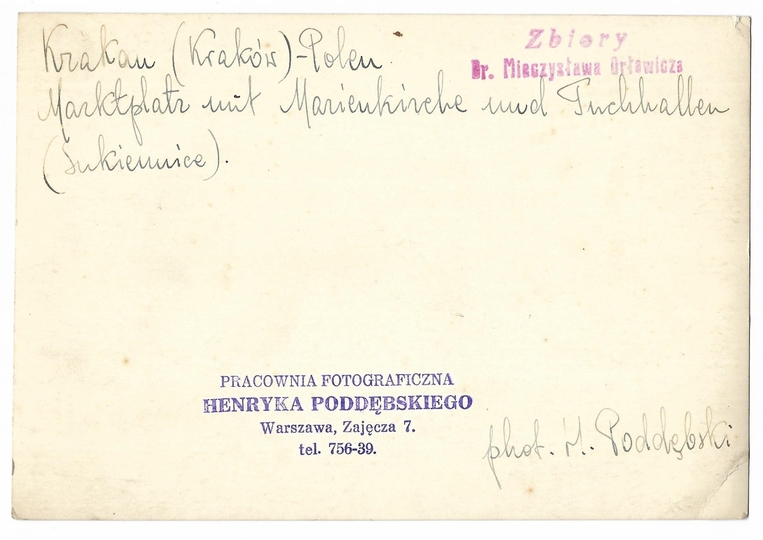 Krakau (Kraków)-Polen.
Zbiory
Dr. Mieczysława Orłowicza
Marktplatz mit Marienkirche und Tuchhallen
(Sukiennice).
PRACOWNIA FOTOGRAFICZNA
HENRYKA PODDĘBSKIEGO
Warszawa, Zajęcza 7.
tel. 756-39.
phot. H. Poddębski